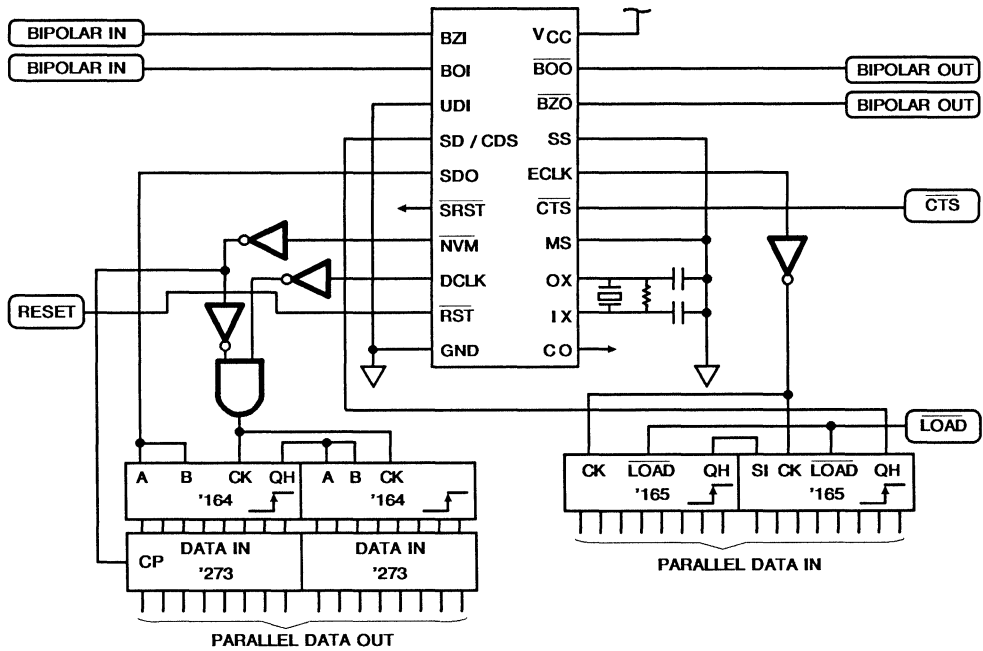 BIPOLAR IN
BIPOLAR IN
RESET
BZI
BOI
UDI
SD / CDS
SDO
SRST
NVM
DCLK
RST
GND
VCC
BOO
BZO
SS
ECLK
CTS
MS
OX
IX
CO
BIPOLAR OUT
BIPOLAR OUT
CTS
LOAD
A B CK QH A B CK
'164 '164
DATA IN DATA IN
CP '273 '273
PARALLEL DATA OUT
CK LOAD QH SI CK LOAD QH
'165 '165
PARALLEL DATA IN